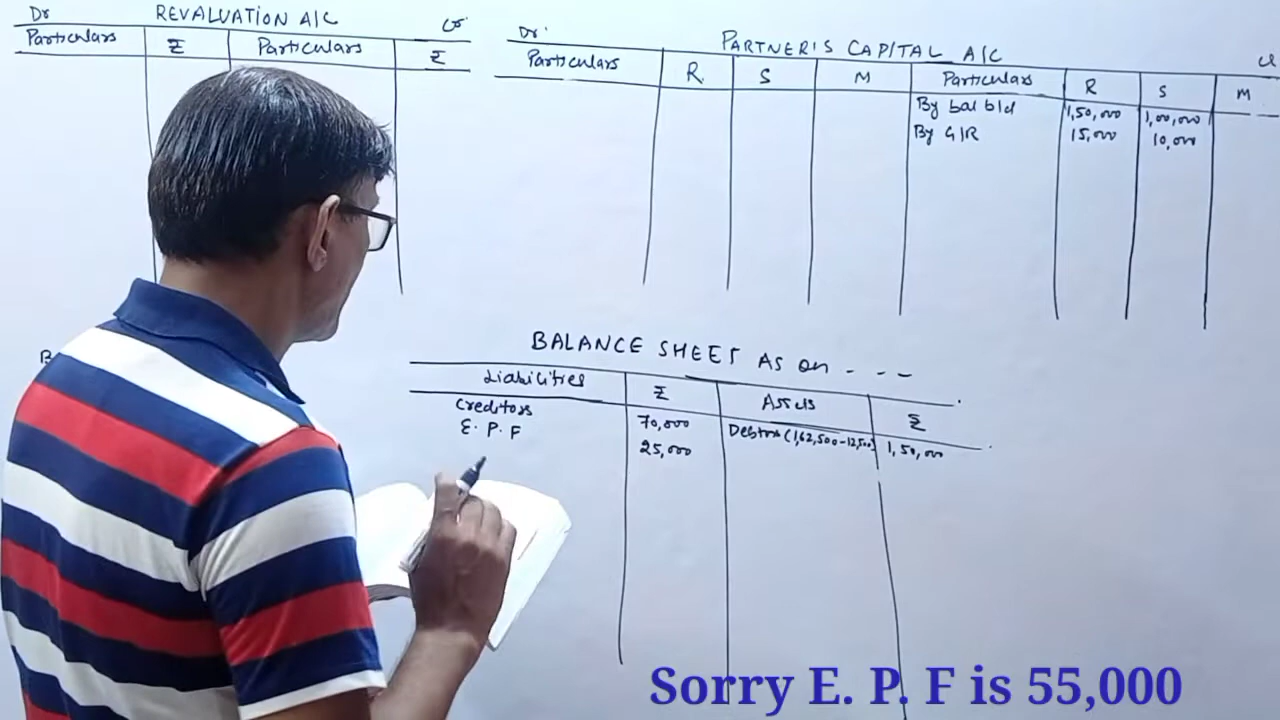 Dr REVALUATION A/C Cr
Particulars ₹ Particulars ₹
Dr. PARTNER'S CAPITAL A/C
Particulars R S M Particulars R S M
By bal b/d 1,50,000 1,00,000
By G/R 15,000 10,000
BALANCE SHEET AS on - - -
Liabilities ₹ Assets ₹
Creditors 70,000 Debtors (1,62,500-12,500) 1,50,000
E. P. F 25,000
Sorry E. P. F is 55,000